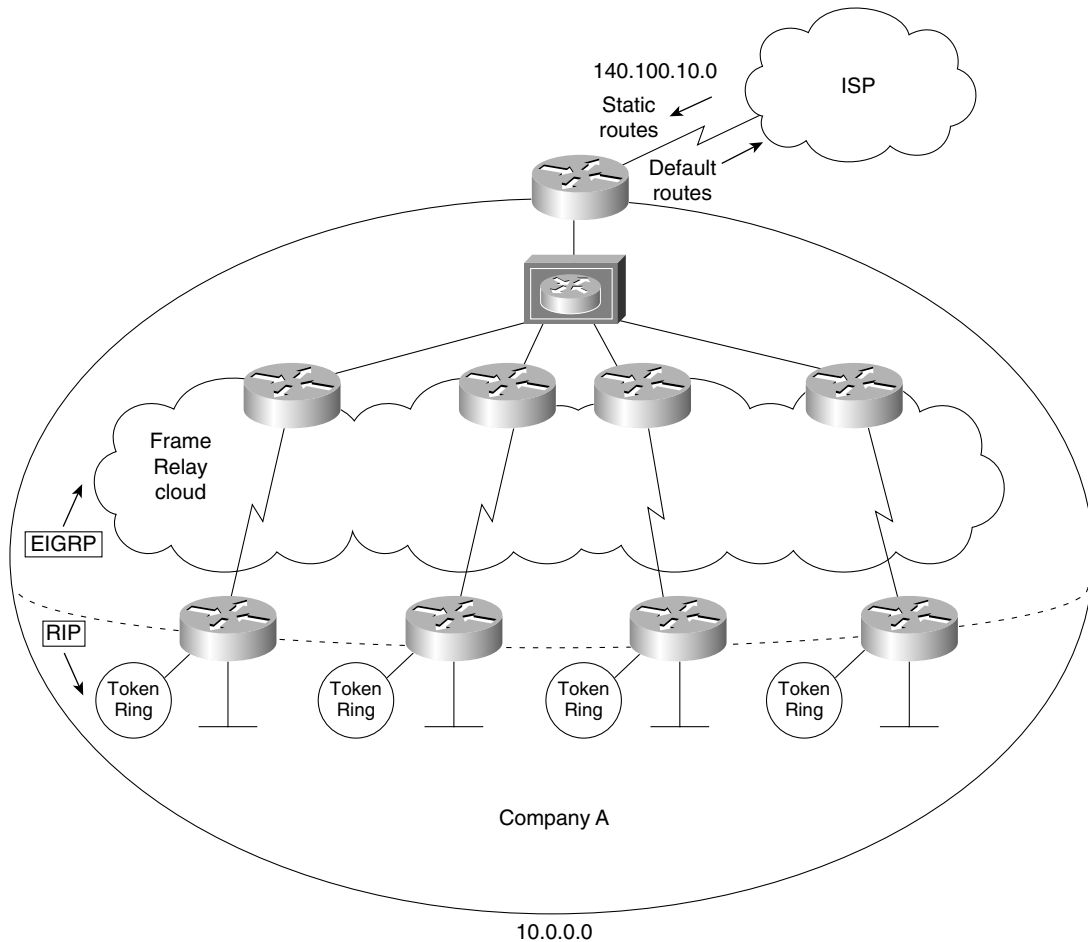 140.100.10.0
ISP
Static
routes
Default
routes
Frame
Relay
cloud
EIGRP
RIP
Token
Ring
Token
Ring
Token
Ring
Token
Ring
Company A
10.0.0.0